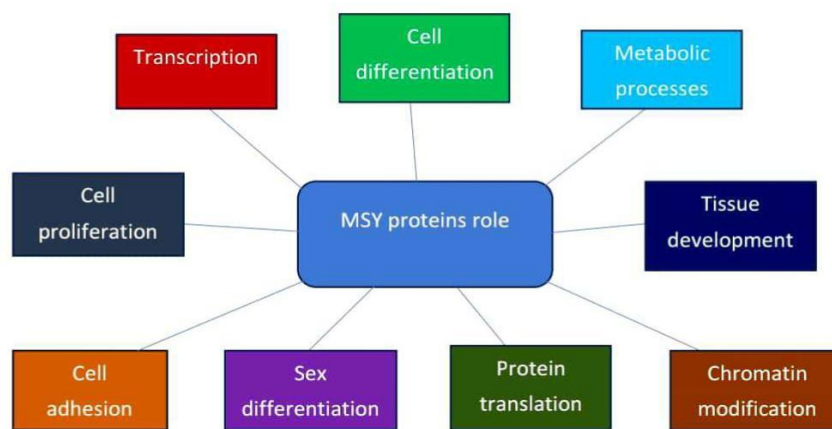 Transcription
Cell
differentiation
Metabolic
processes
Cell
proliferation
MSY proteins role
Tissue
development
Cell
adhesion
Sex
differentiation
Protein
translation
Chromatin
modification